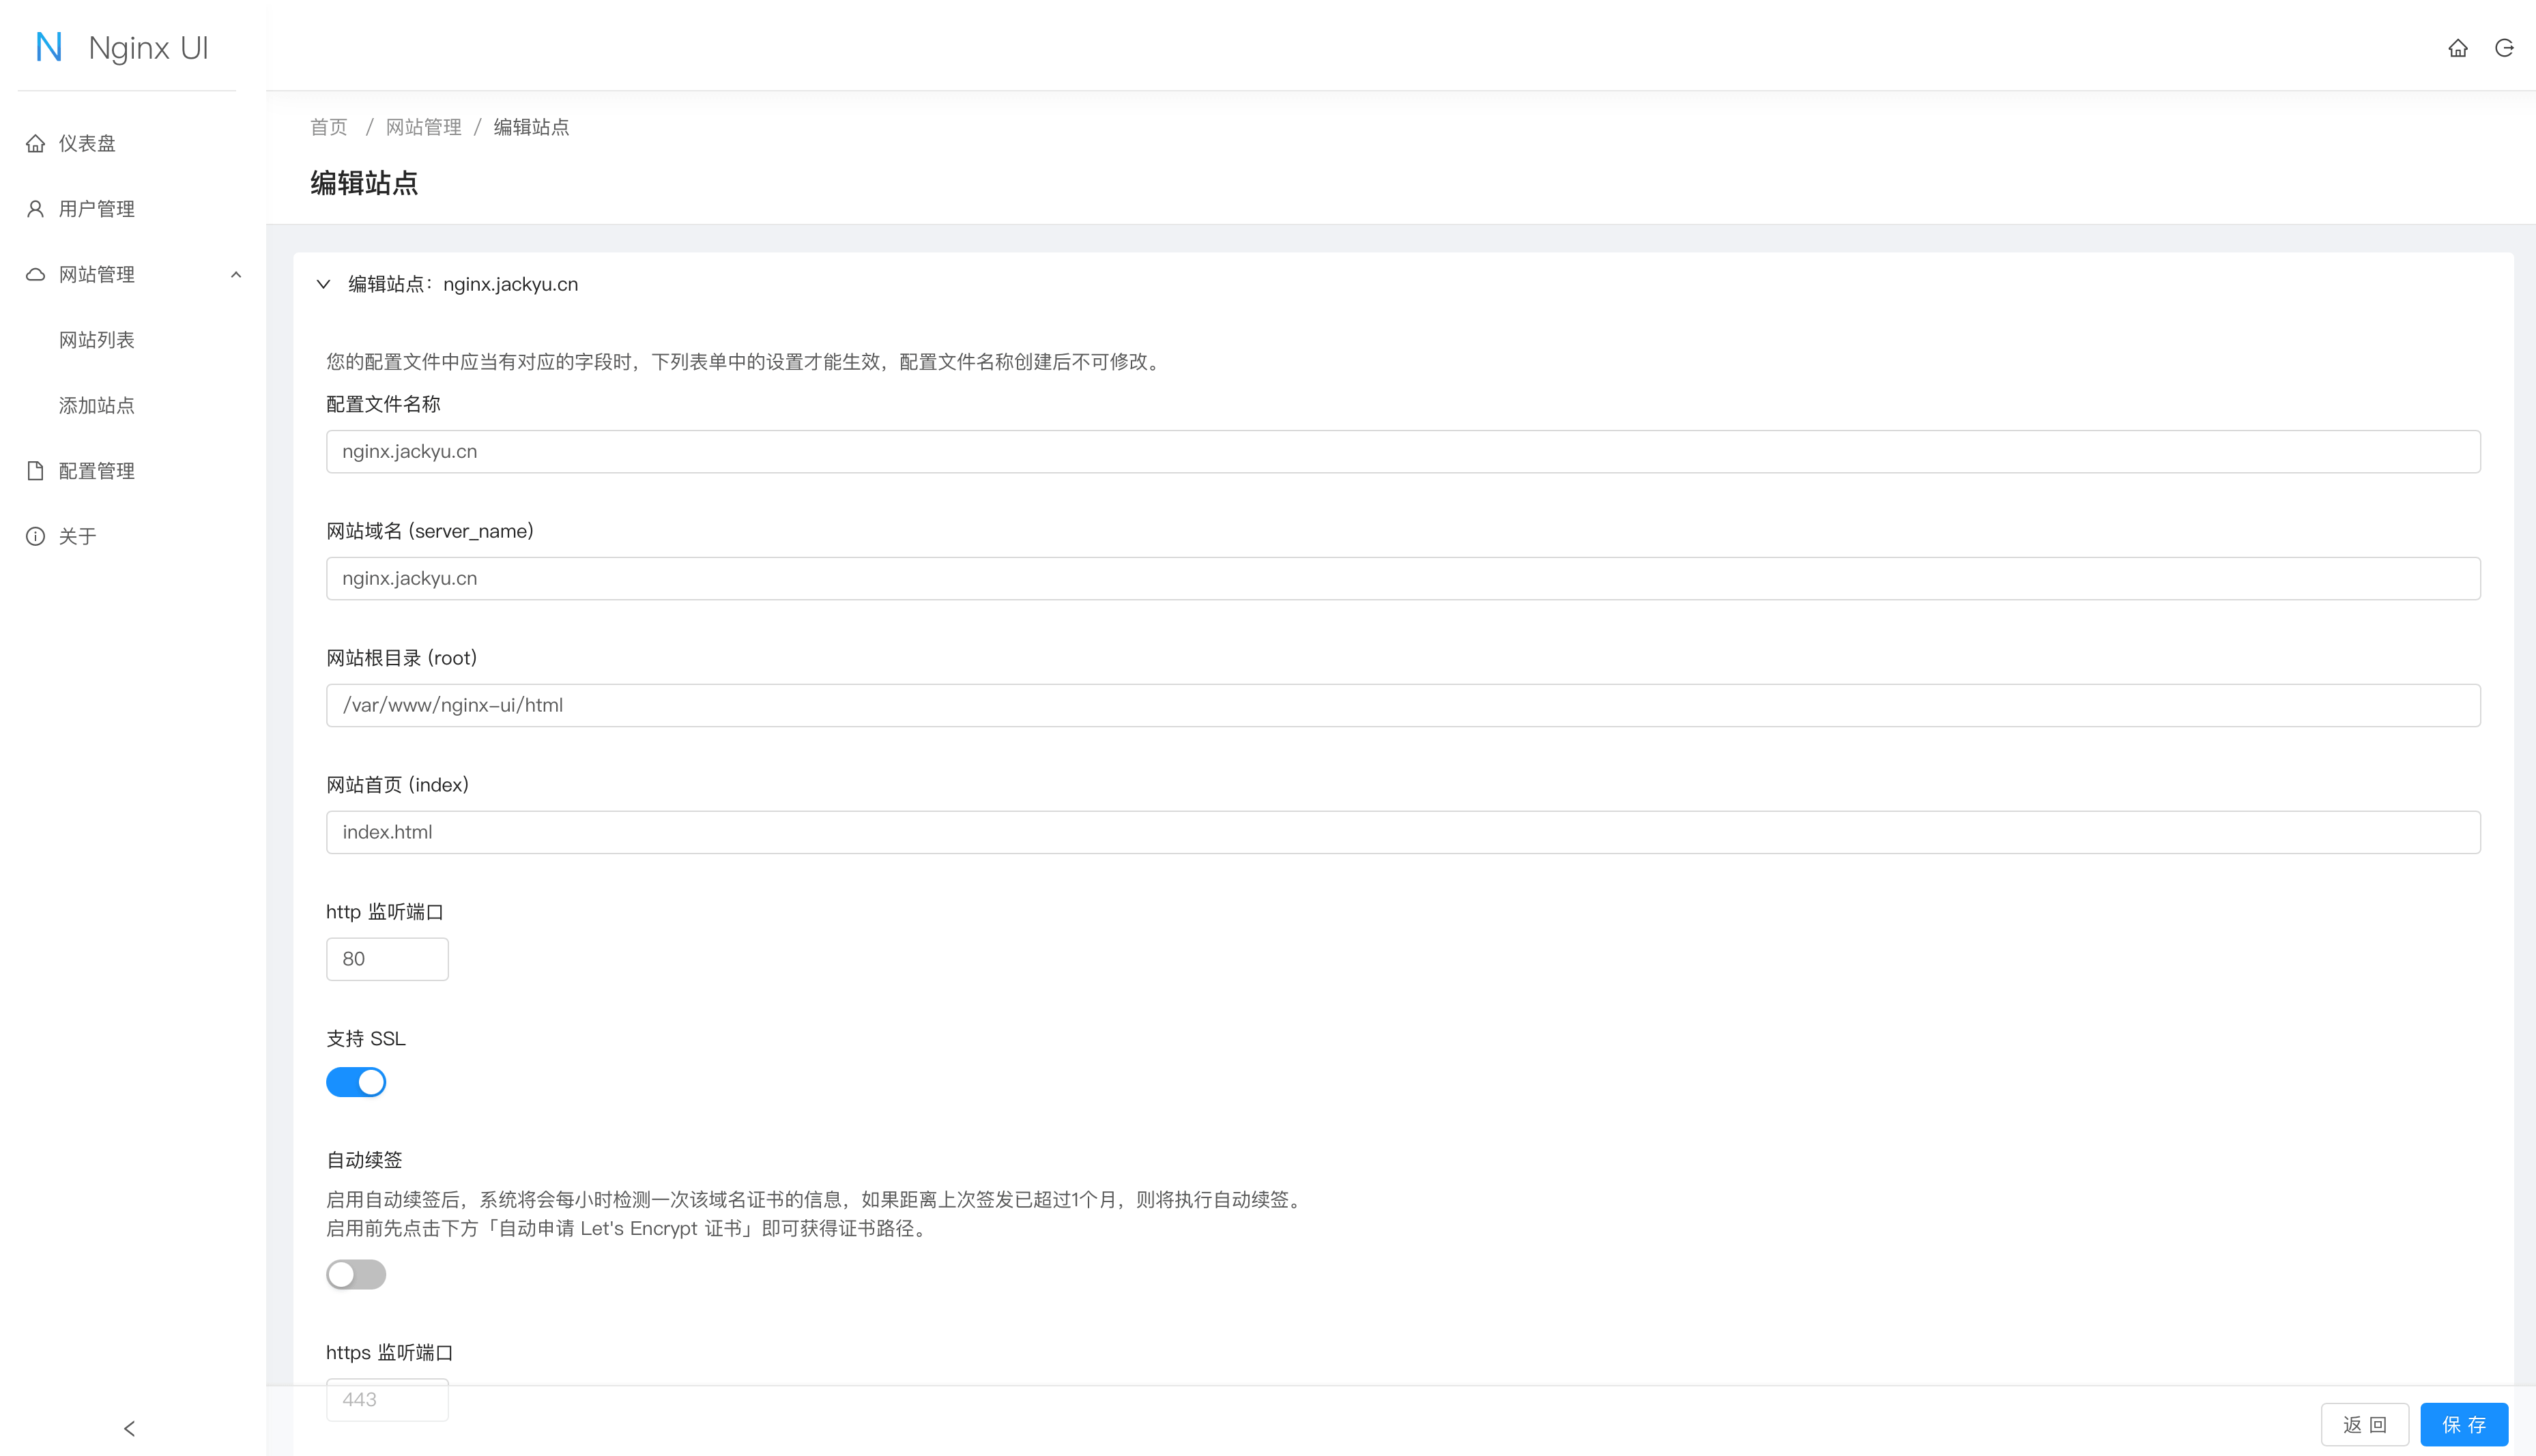 Nginx UI
仪表盘
用户管理
网站管理
网站列表
添加站点
配置管理
关于
首页 / 网站管理 / 编辑站点
编辑站点
编辑站点：nginx.jackyu.cn
您的配置文件中应当有对应的字段时，下列表单中的设置才能生效，配置文件名称创建后不可修改。
配置文件名称
nginx.jackyu.cn
网站域名 (server_name)
nginx.jackyu.cn
网站根目录 (root)
/var/www/nginx-ui/html
网站首页 (index)
index.html
http 监听端口
80
支持 SSL
自动续签
启用自动续签后，系统将会每小时检测一次该域名证书的信息，如果距离上次签发已超过1个月，则将执行自动续签。
启用前先点击下方「自动申请 Let's Encrypt 证书」即可获得证书路径。
https 监听端口
443
返 回
保 存